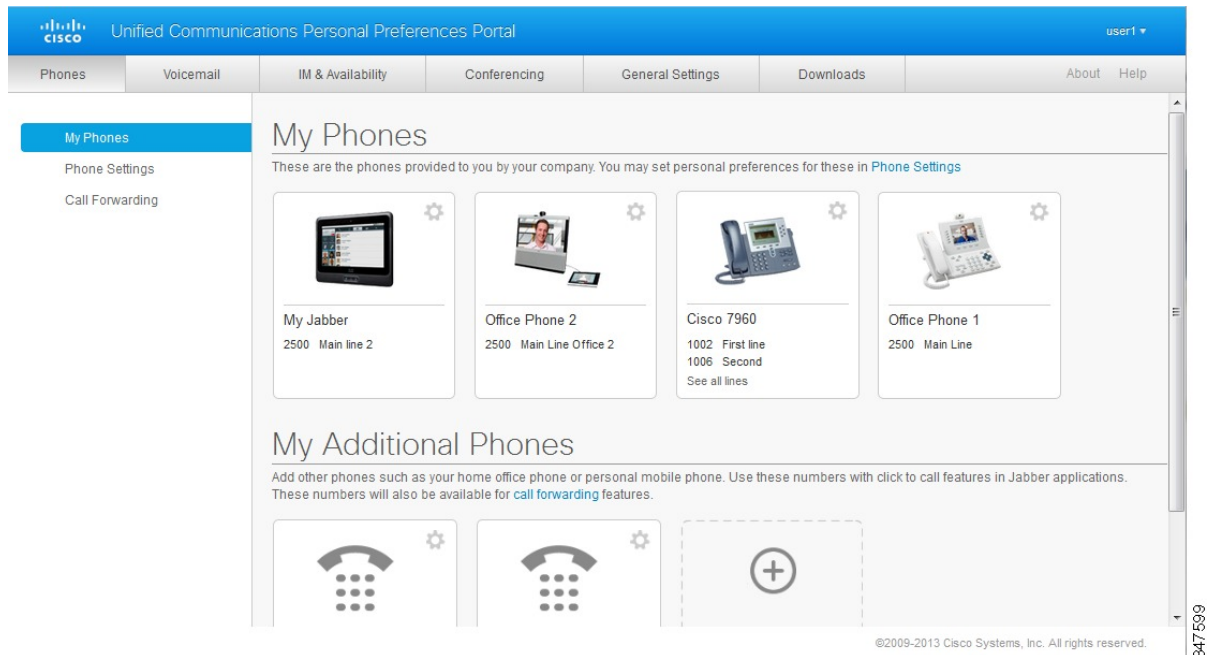 CISCO
Unified Communications Personal Preferences Portal
user1
Phones
Voicemail
IM & Availability
Conferencing
General Settings
Downloads
About
Help
My Phones
Phone Settings
Call Forwarding
My Phones
These are the phones provided to you by your company. You may set personal preferences for these in Phone Settings
My Jabber
2500 Main line 2
Office Phone 2
2500 Main Line Office 2
Cisco 7960
1002 First line
1006 Second
See all lines
Office Phone 1
2500 Main Line
My Additional Phones
Add other phones such as your home office phone or personal mobile phone. Use these numbers with click to call features in Jabber applications.
These numbers will also be available for call forwarding features.
©2009-2013 Cisco Systems, Inc. All rights reserved.
347599